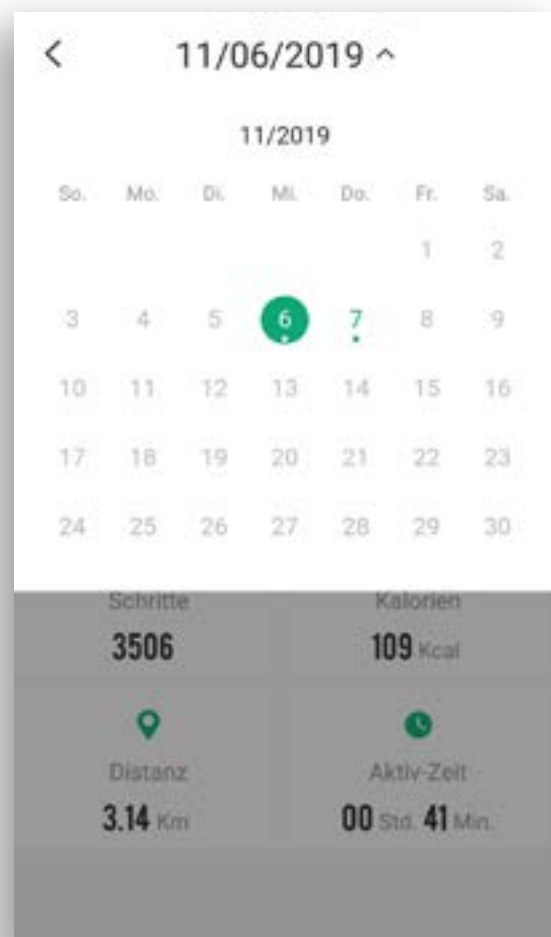 11/06/2019
11/2019
So. Mo. Di. Mi. Do. Fr. Sa.
1 2
3 4 5 6 7 8 9
10 11 12 13 14 15 16
17 18 19 20 21 22 23
24 25 26 27 28 29 30
Schritte Kalorien
3506 109 Kcal
Distanz Aktiv-Zeit
3.14 Km 00 Std. 41 Min.